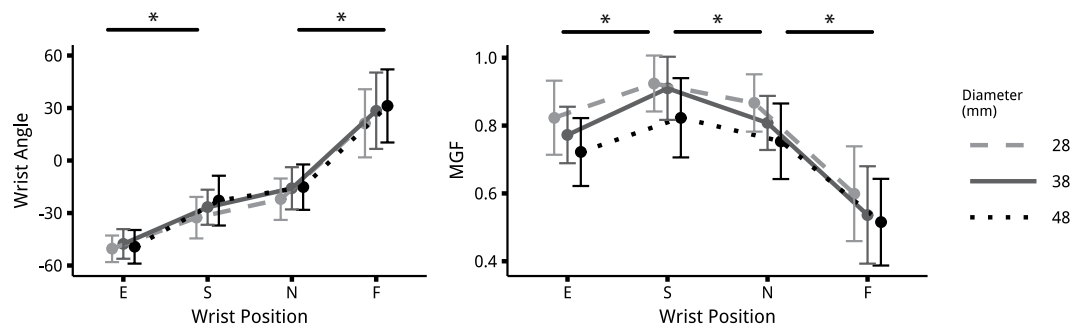 * *
60
30
0
-30
-60
Wrist Angle
E S N F
Wrist Position
* * *
1.0
0.8
0.6
0.4
MGF
E S N F
Wrist Position
Diameter
(mm)
28
38
48